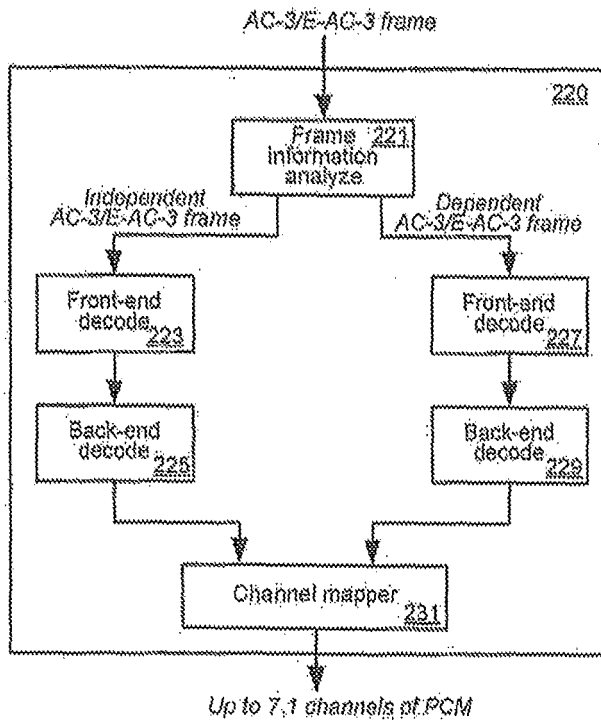 AC-3/E-AC-3 frame
220
Frame 221
information
analyze
Independent
AC-3/E-AC-3 frame
Dependent
AC-3/E-AC-3 frame
Front-end
decode 223
Front-end
decode 227
Back-end
decode 225
Back-end
decode 229
Channel mapper
231
Up to 7.1 channels of PCM